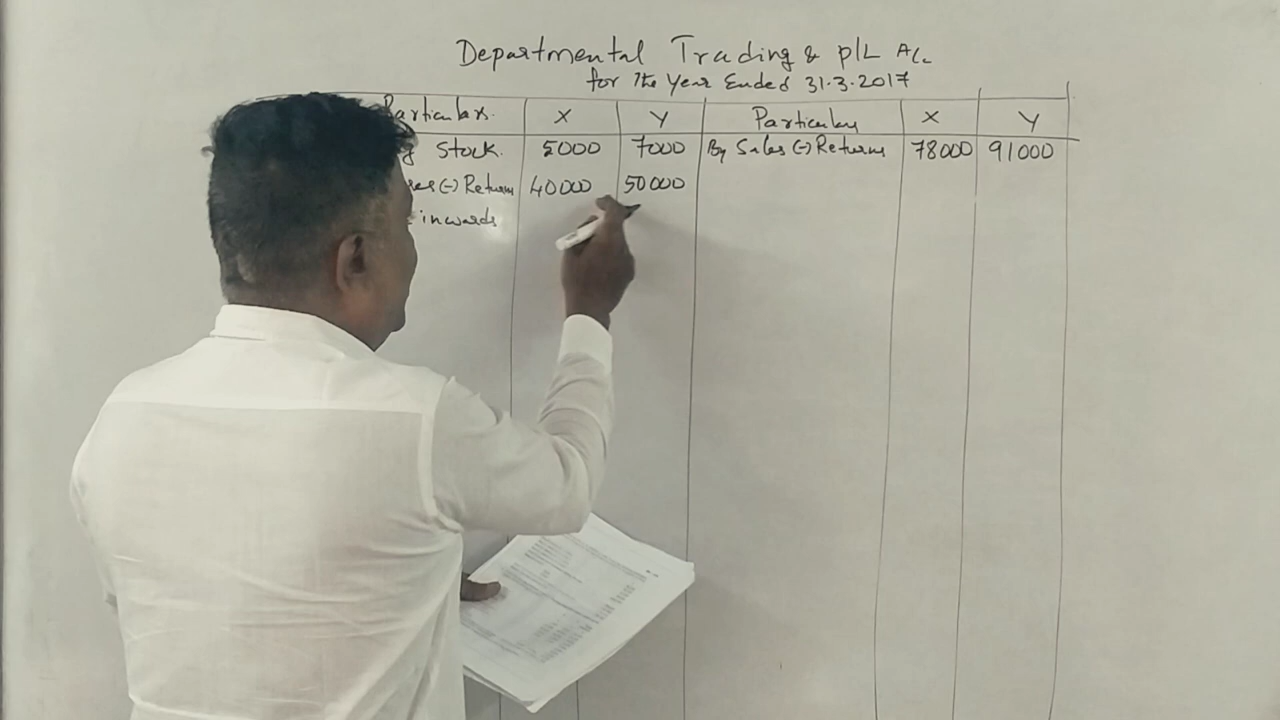 Departmental Trading & p/L A/c
for the Year Ended 31.3.2017
Particulars. X Y Particulars X Y
Stock. 5000 7000 By Sales (-) Returns 78000 91000
(-) Return 40000 50000
inwards